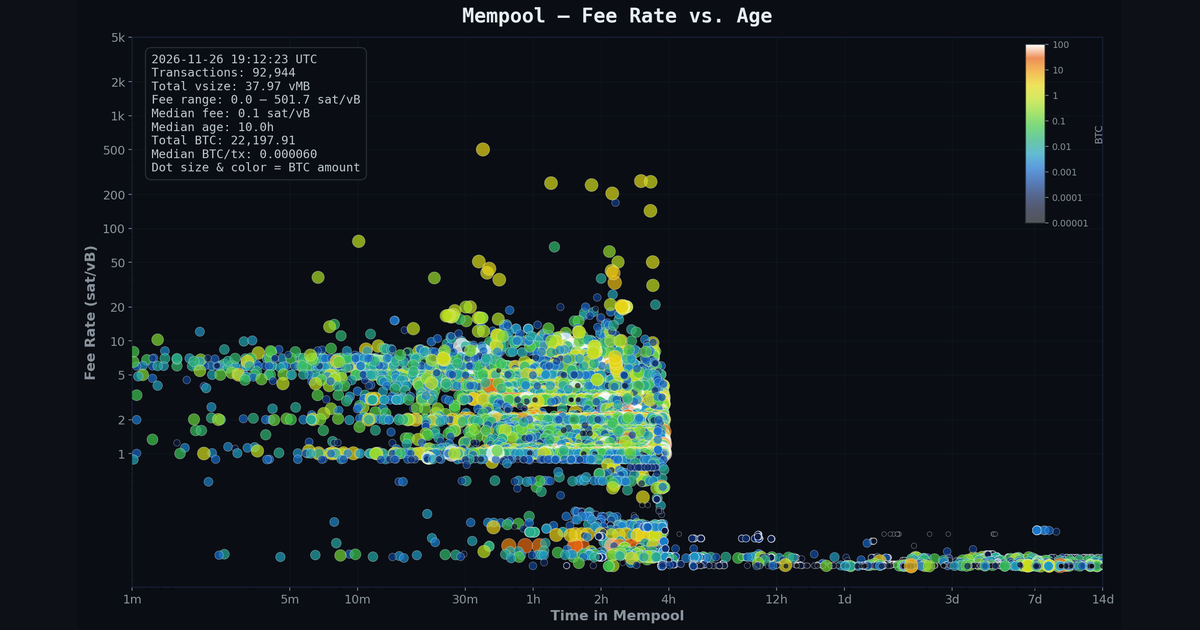 Mempool — Fee Rate vs. Age
2026-11-26 19:12:23 UTC
Transactions: 92,944
Total vsize: 37.97 vMB
Fee range: 0.0 – 501.7 sat/vB
Median fee: 0.1 sat/vB
Median age: 10.0h
Total BTC: 22,197.91
Median BTC/tx: 0.000060
Dot size & color = BTC amount
100
10
1
0.1
0.01
0.001
0.0001
0.00001
BTC
Fee Rate (sat/vB)
5k
2k
1k
500
200
100
50
20
10
5
2
1
1m
5m
10m
30m
1h
2h
4h
12h
1d
3d
7d
14d
Time in Mempool